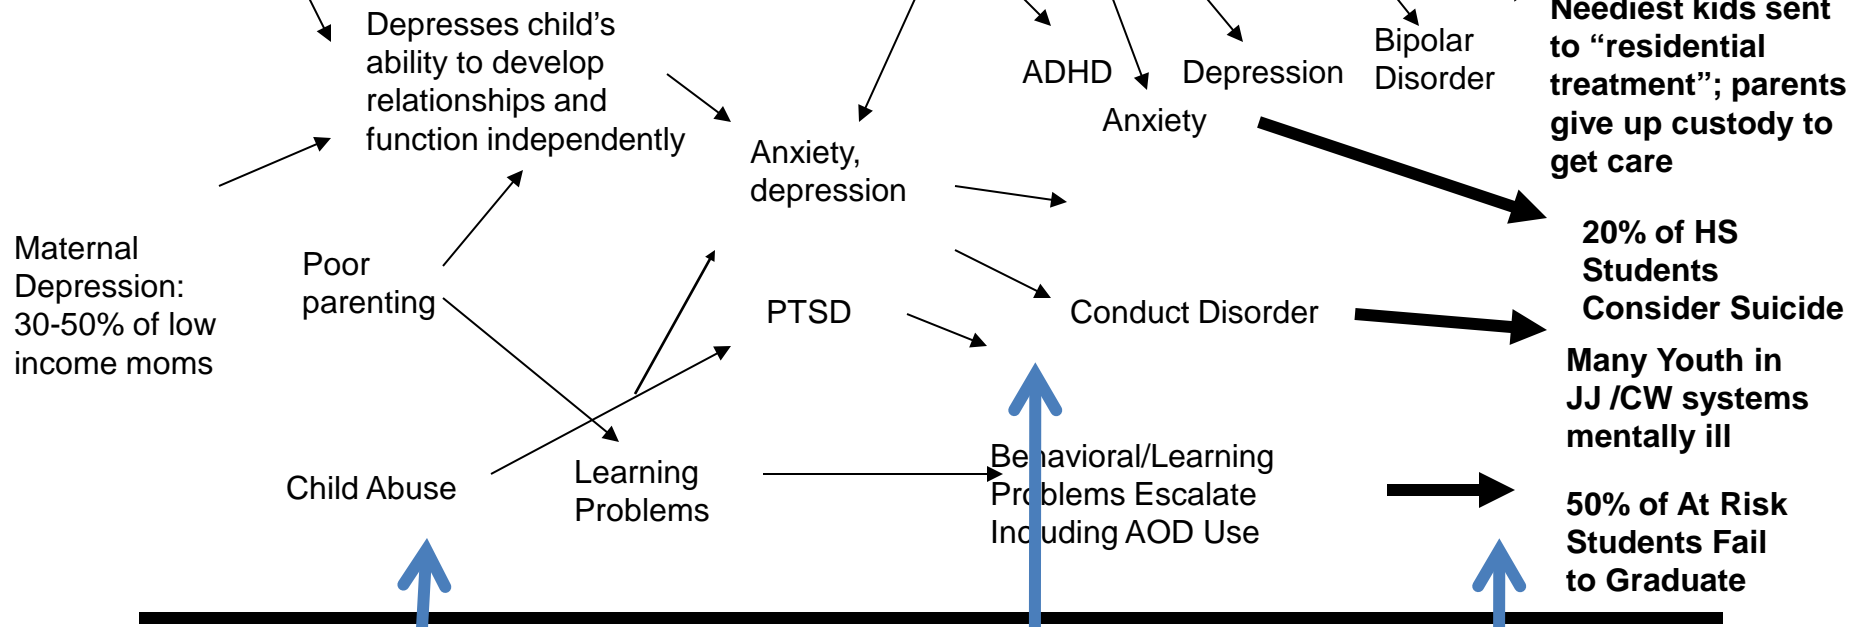 Depresses child’s
ability to develop
relationships and
function independently
Maternal
Depression:
30-50% of low
income moms
Poor
parenting
Child Abuse
Learning
Problems
Anxiety,
depression
PTSD
ADHD
Anxiety
Depression
Bipolar
Disorder
Conduct Disorder
Behavioral/Learning
Problems Escalate
Including AOD Use
Neediest kids sent
to “residential
treatment”; parents
give up custody to
get care
20% of HS
Students
Consider Suicide
Many Youth in
JJ /CW systems
mentally ill
50% of At Risk
Students Fail
to Graduate